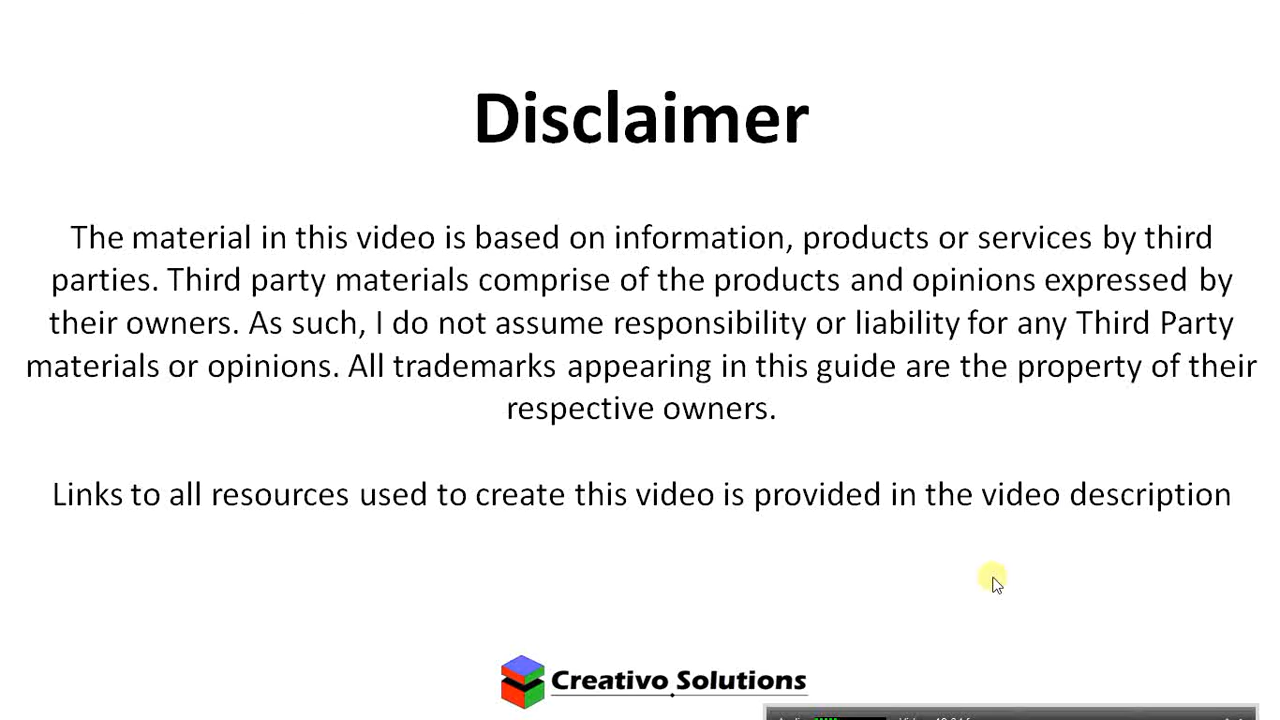 Disclaimer
The material in this video is based on information, products or services by third
parties. Third party materials comprise of the products and opinions expressed by
their owners. As such, I do not assume responsibility or liability for any Third Party
materials or opinions. All trademarks appearing in this guide are the property of their
respective owners.
Links to all resources used to create this video is provided in the video description
Creativo Solutions